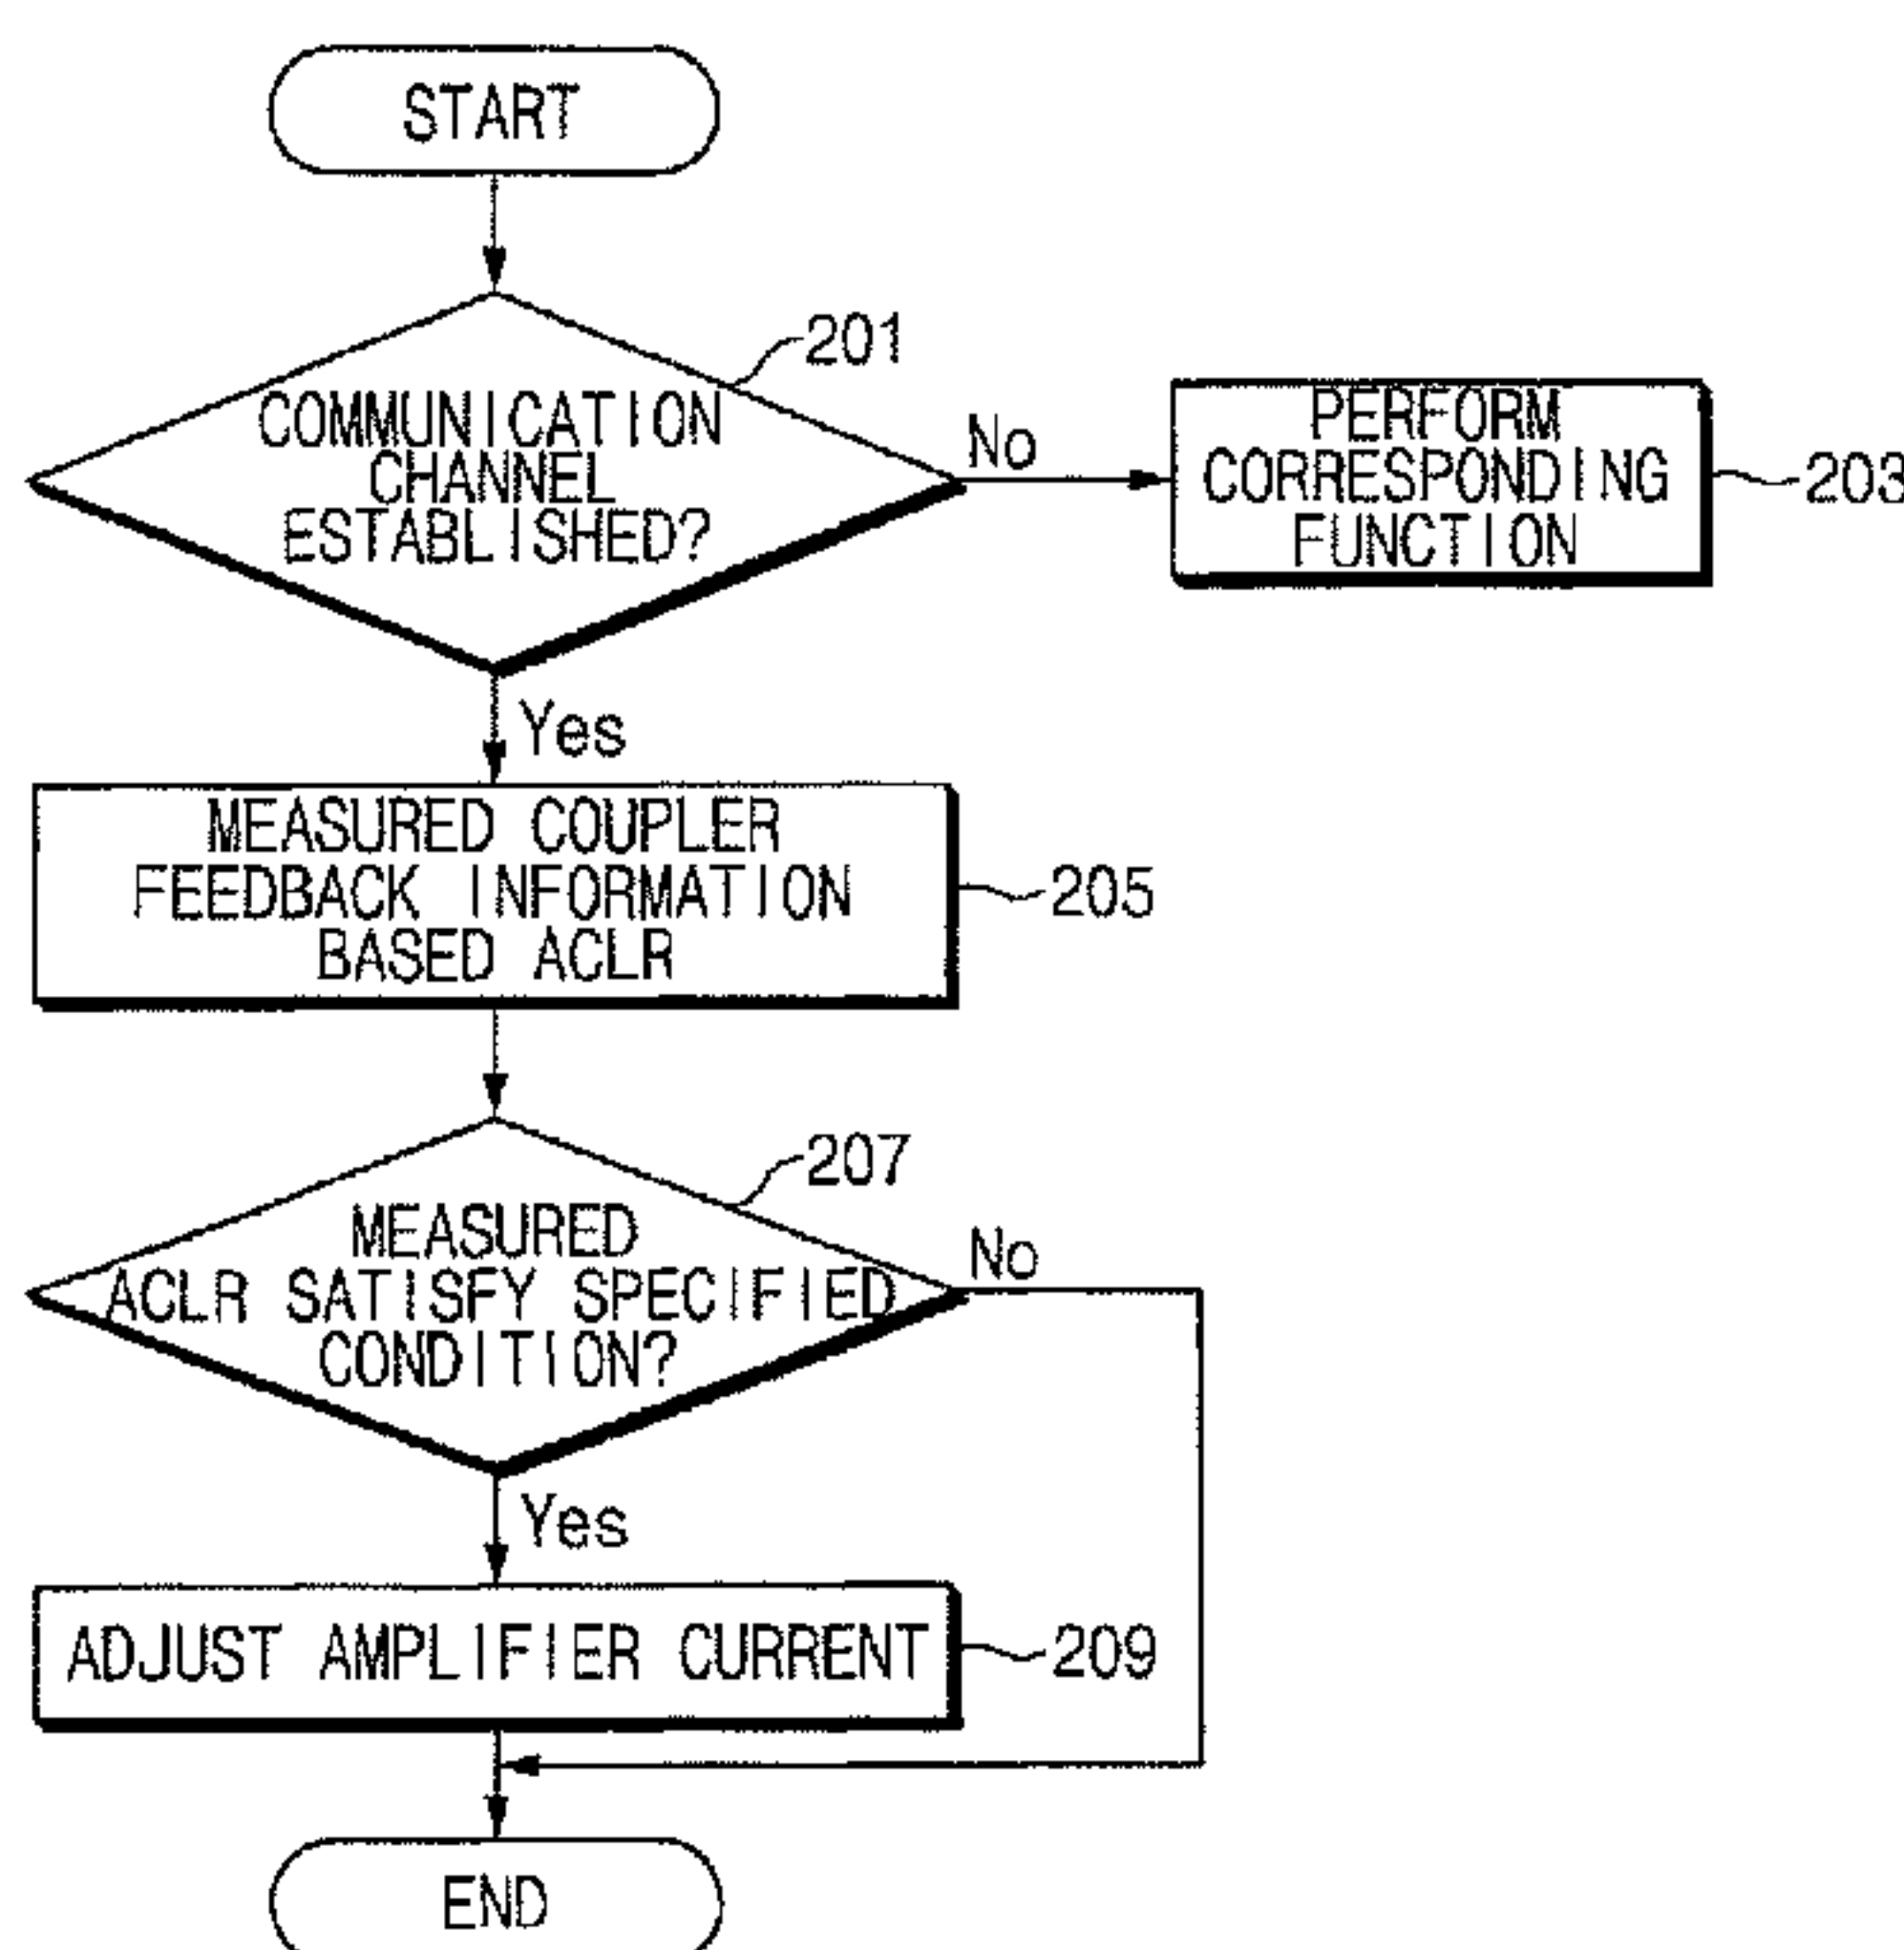 START
201
COMMUNICATION
CHANNEL
ESTABLISHED?
No
PERFORM
CORRESPONDING
FUNCTION
203
Yes
MEASURED COUPLER
FEEDBACK INFORMATION
BASED ACLR
205
207
MEASURED
ACLR SATISFY SPECIFIED
CONDITION?
No
Yes
ADJUST AMPLIFIER CURRENT
209
END